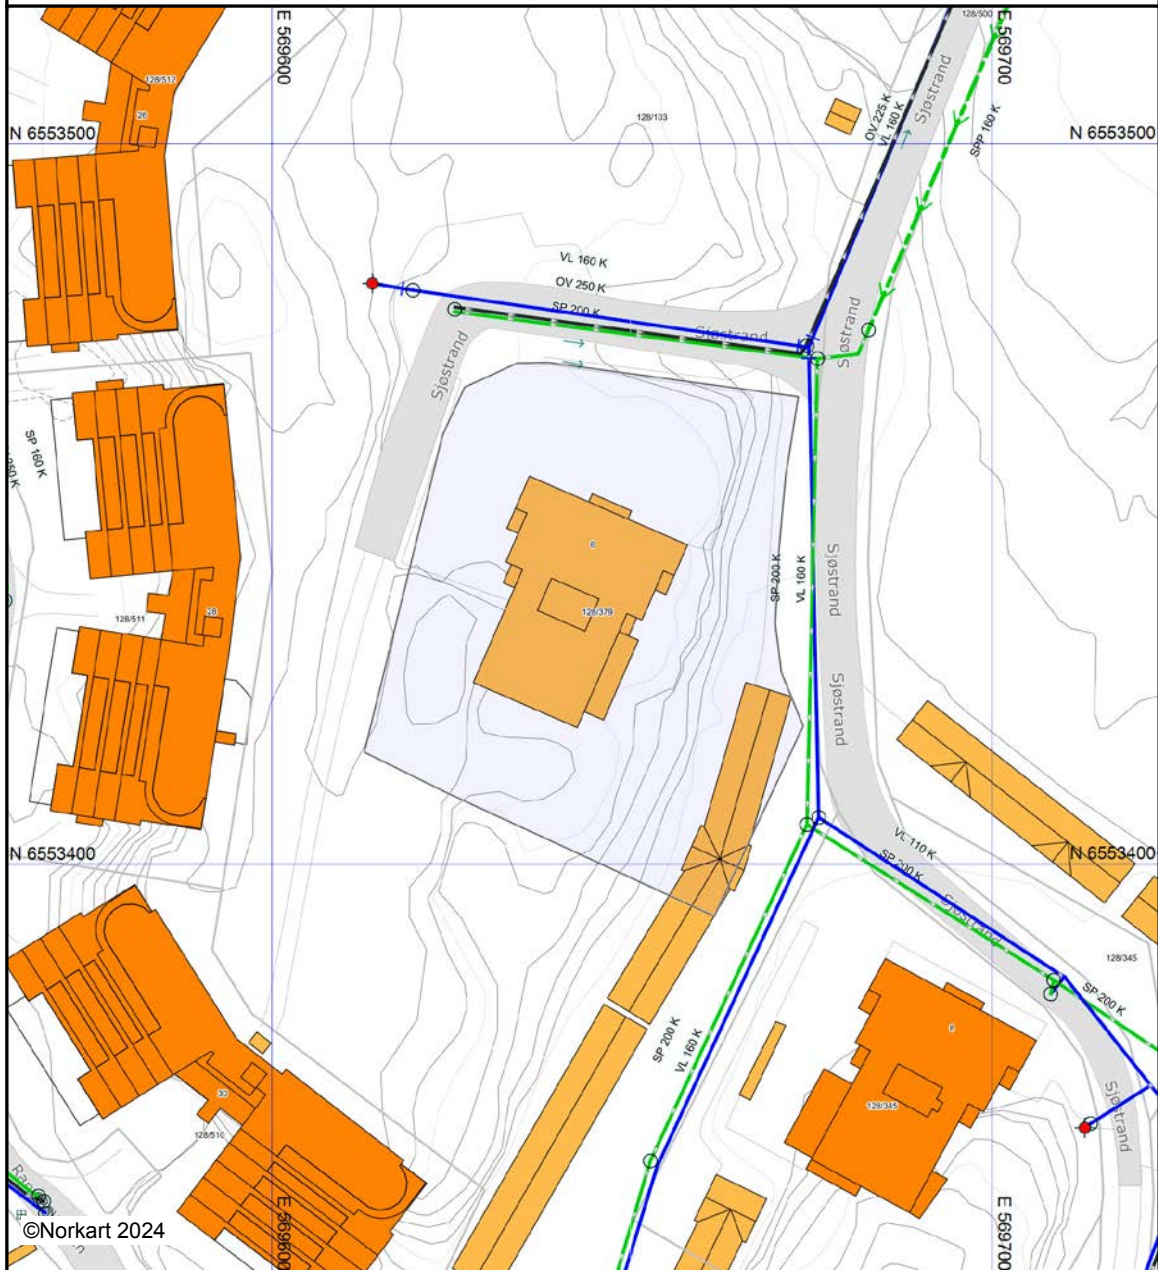 128/500
E 569600
E 569700
128/512
26
128/103
OV 225 K
VL 160 K
Sjøstrand
SPP 160 K
N 6553500
N 6553500
VL 160 K
OV 250 K
SP 200 K
Sjøstrand
Sjøstrand
Sjøstrand
SP 160 K
250 K
6
128/379
SP 200 K
VL 160 K
Sjøstrand
28
128/511
Sjøstrand
N 6553400
N 6553400
VL 110 K
SP 200 K
Sjøstrand
128/345
SP 200 K
6
SP 200 K
VL 160 K
128/345
Sjøstrand
30
128/510
E 569600
E 569700
©Norkart 2024